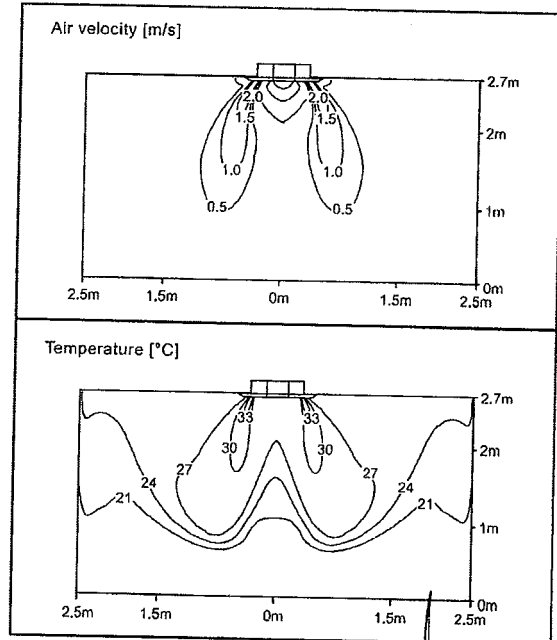 Air velocity [m/s]
2.7m
2.0 2.0
1.5 1.5
2m
1.0 1.0
0.5 0.5
1m
0m
2.5m 1.5m 0m 1.5m 2.5m
Temperature [°C]
2.7m
33 33
30 30
2m
27 27
24 24
21 21
1m
0m
2.5m 1.5m 0m 1.5m 2.5m